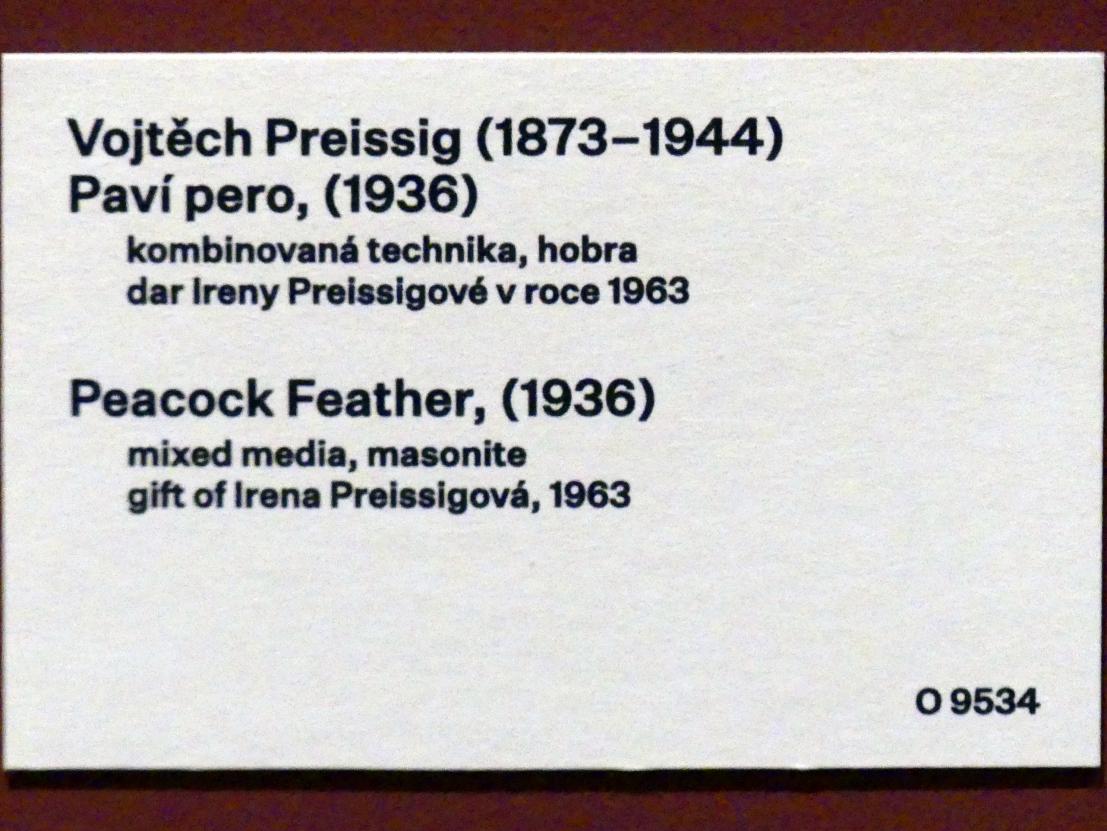 Vojtěch Preissig (1873–1944)
Paví pero, (1936)
kombinovaná technika, hobra
dar Ireny Preissigové v roce 1963
Peacock Feather, (1936)
mixed media, masonite
gift of Irena Preissigová, 1963
O 9534